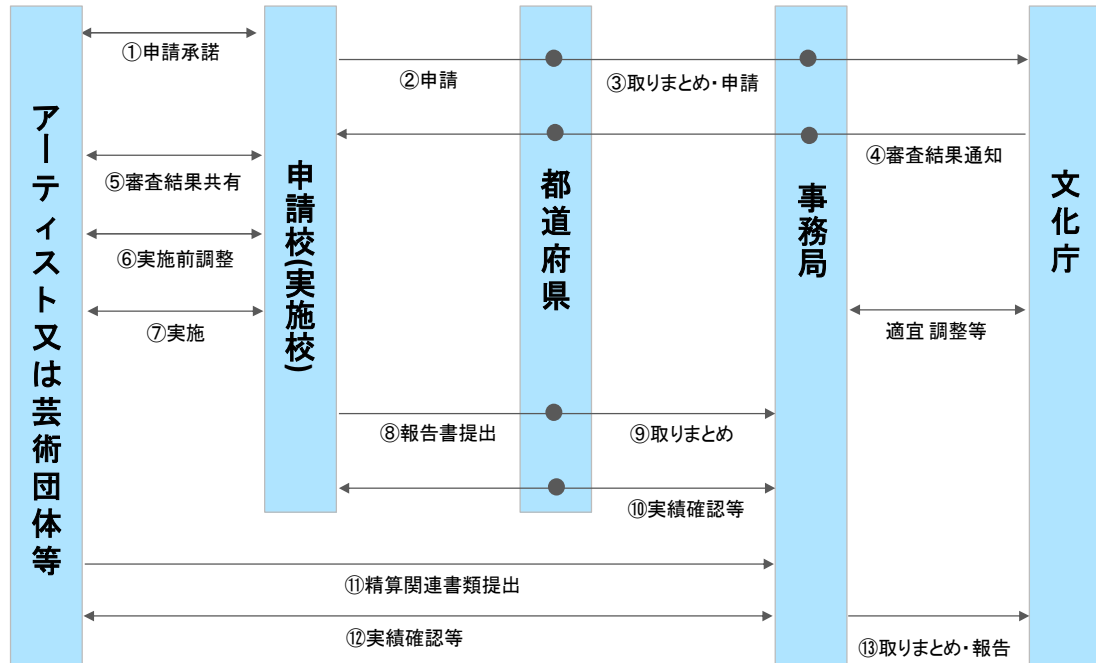 ①申請承諾
②申請
③取りまとめ・申請
④審査結果通知
⑤審査結果共有
⑥実施前調整
⑦実施
適宜 調整等
⑧報告書提出
⑨取りまとめ
⑩実績確認等
⑪精算関連書類提出
⑫実績確認等
⑬取りまとめ・報告
アーティスト又は芸術団体等
申請校(実施校)
都道府県
事務局
文化庁